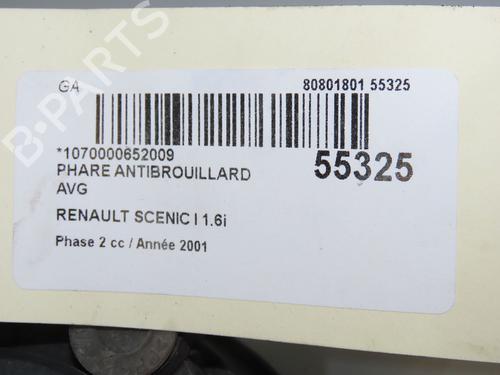 B-PARTS
GA
80801801 55325
*1070000652009
PHARE ANTIBROUILLARD
AVG
55325
RENAULT SCENIC I 1.6i
Phase 2 cc / Année 2001